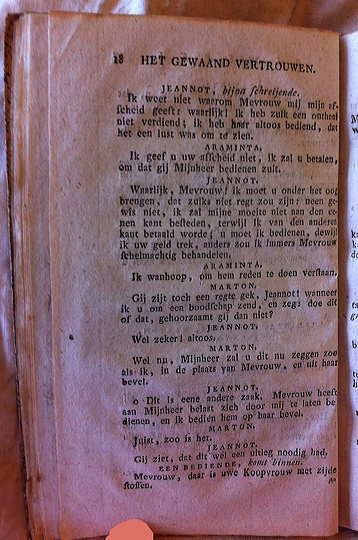 18 HET GEWAAND VERTROUWEN.
JEANNOT, bijna schreijende.
Ik weet niet waarom Mevrouw mij mijn af-
scheid geeft: waarlijk! ik heb zulk een onthaal
niet verdiend! ik heb haar altoos bediend, dat
het een lust was om te zien.
ARAMINTA.
Ik geef u uw afscheid niet, ik zal u betalen,
om dat gij Mijnheer bedienen zult.
JEANNOT.
Waarlijk, Mevrouw! ik moet u onder het oog
brengen, dat zulks niet regt zou zijn: neen ge-
wis niet, ik zal mijne moeite niet aan den ee-
nen kant besteden, terwijl ik van den anderen
kant betaald worde; u moet ik bedienen, dewijl
ik uw geld trek, anders zou ik immers Mevrouw
schelmachtig behandelen.
ARAMINTA.
Ik wanhoop, om hem reden te doen verstaan.
MARTON.
Gij zijt toch een regte gek, Jeannot! wanneer
ik u om een boodschap zend, en zeg: doe dit
of dat, gehoorzaamt gij dan niet?
JEANNOT.
Wel zeker! altoos.
MARTON.
Wel nu, Mijnheer zal u dit nu zeggen zoo
als ik, in de plaats van Mevrouw, en uit haar
bevel.
JEANNOT.
o Dit is eene andere zaak. Mevrouw heeft
aan Mijnheer belast zich door mij te laten be-
dienen, en ik bedien hem op haar bevel.
MARTON.
Juist, zoo is het.
JEANNOT.
Gij ziet, dat dit wel een uitleg noodig had.
EEN BEDIENDE, komt binnen.
Mevrouw, daar is uwe Koopvrouw met zijde
stoffen.